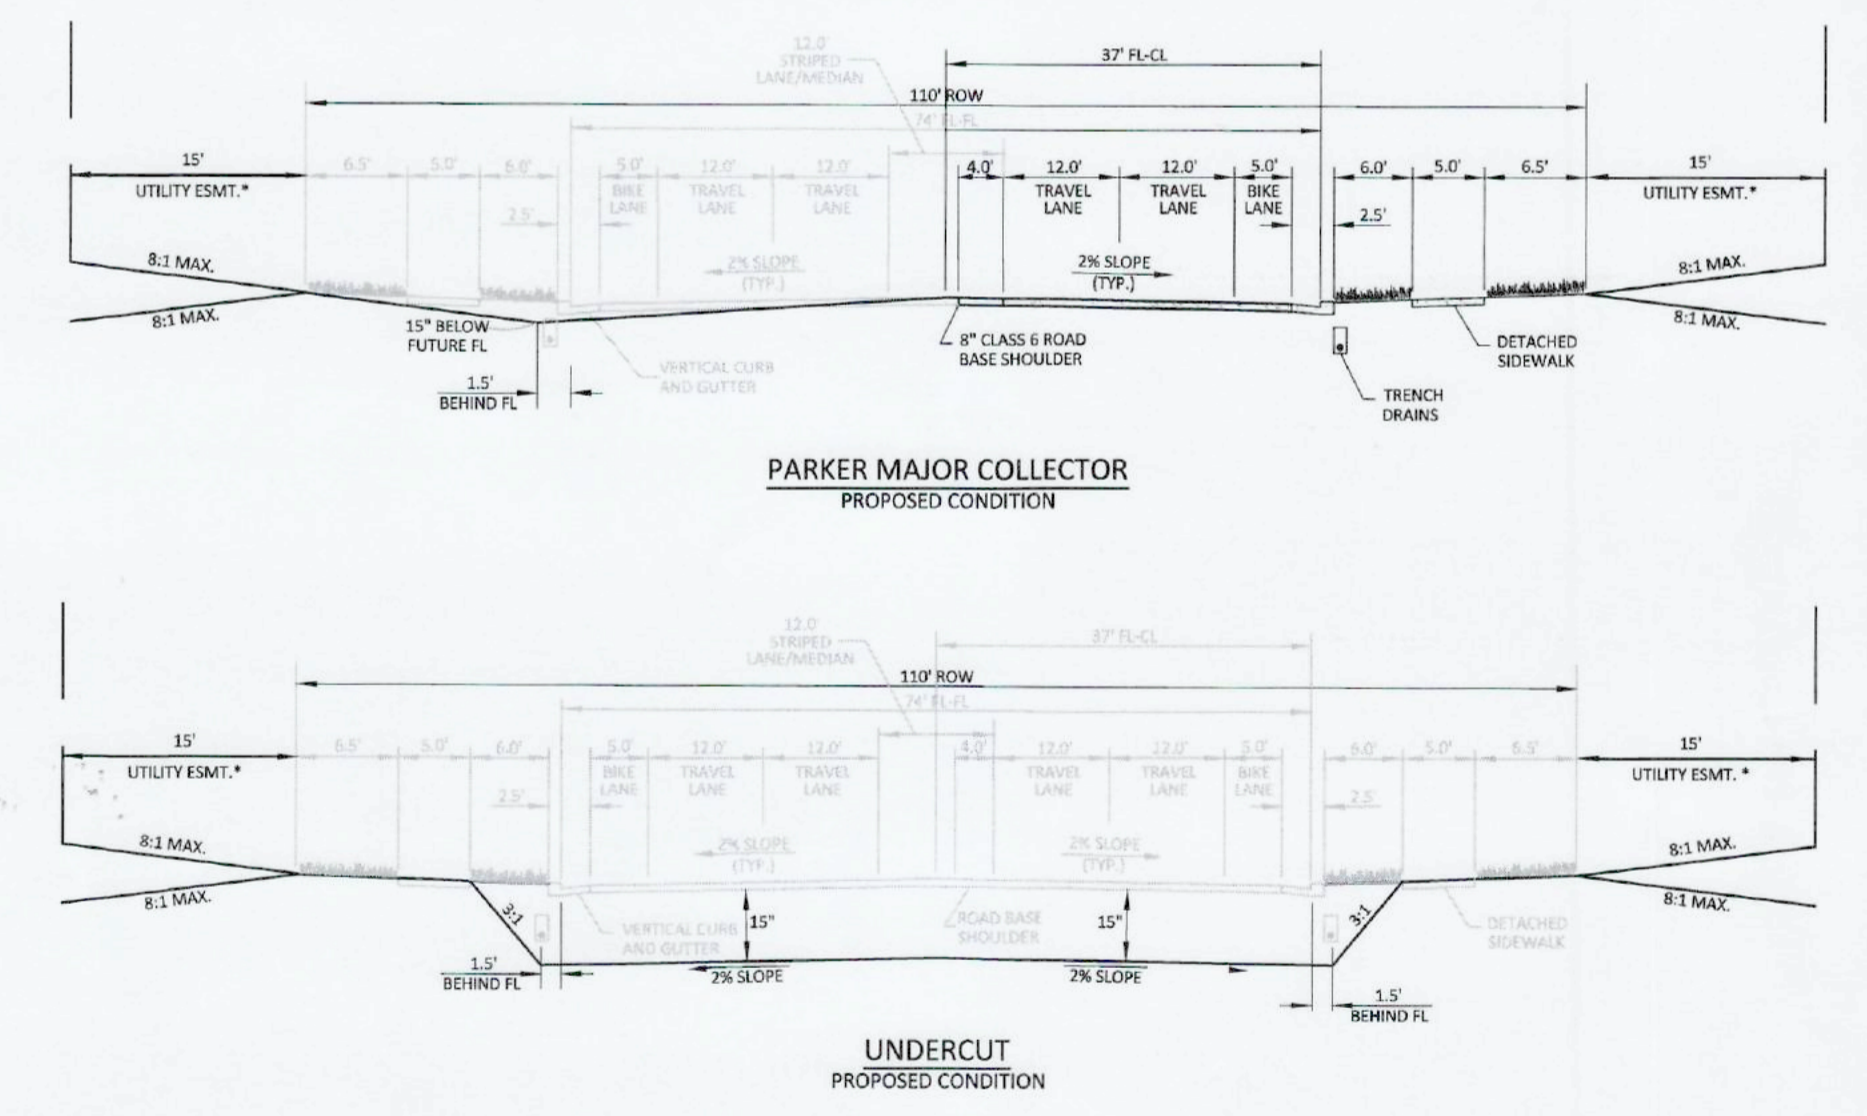 12.0'
STRIPED
LANE/MEDIAN
37' FL-CL
110' ROW
74' FL-FL
15'
UTILITY ESMT.*
6.5'
5.0'
6.0'
2.5'
5.0'
BIKE
LANE
12.0'
TRAVEL
LANE
12.0'
TRAVEL
LANE
4.0'
12.0'
TRAVEL
LANE
12.0'
TRAVEL
LANE
5.0'
BIKE
LANE
6.0'
5.0'
6.5'
2.5'
15'
UTILITY ESMT.*
8:1 MAX.
8:1 MAX.
2% SLOPE
(TYP.)
2% SLOPE
(TYP.)
8:1 MAX.
8:1 MAX.
15" BELOW
FUTURE FL
1.5'
BEHIND FL
VERTICAL CURB
AND GUTTER
8" CLASS 6 ROAD
BASE SHOULDER
DETACHED
SIDEWALK
TRENCH
DRAINS
PARKER MAJOR COLLECTOR
PROPOSED CONDITION
12.0'
STRIPED
LANE/MEDIAN
37' FL-CL
110' ROW
74' FL-FL
15'
UTILITY ESMT.*
6.5'
5.0'
6.0'
2.5'
5.0'
BIKE
LANE
12.0'
TRAVEL
LANE
12.0'
TRAVEL
LANE
4.0'
12.0'
TRAVEL
LANE
12.0'
TRAVEL
LANE
5.0'
BIKE
LANE
6.0'
5.0'
6.5'
2.5'
15'
UTILITY ESMT. *
8:1 MAX.
8:1 MAX.
2% SLOPE
(TYP.)
2% SLOPE
(TYP.)
8:1 MAX.
8:1 MAX.
3:1
VERTICAL CURB
AND GUTTER
15"
ROAD BASE
SHOULDER
15"
3:1
DETACHED
SIDEWALK
1.5'
BEHIND FL
2% SLOPE
2% SLOPE
1.5'
BEHIND FL
UNDERCUT
PROPOSED CONDITION